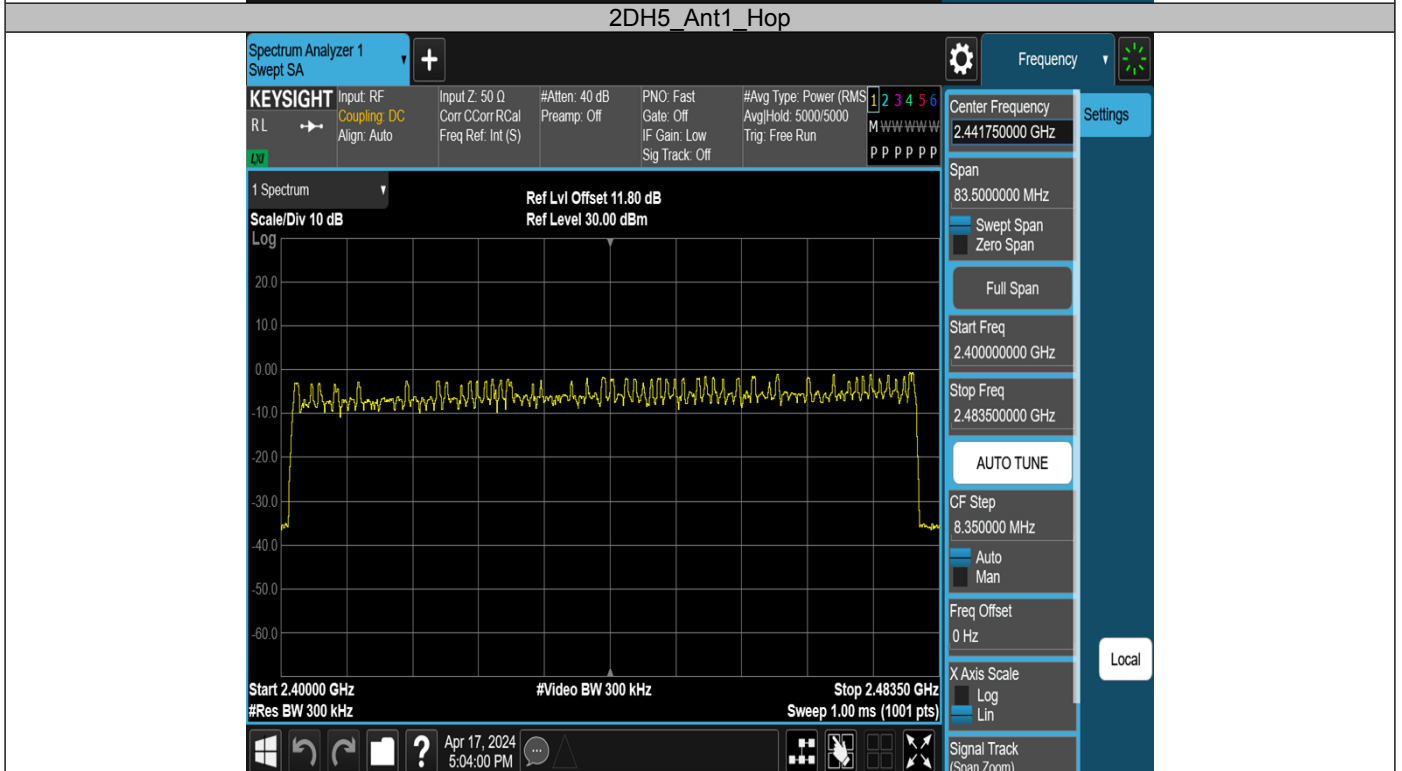 2DH5_Ant1_Hop
Spectrum Analyzer 1
Swept SA
+
Frequency
KEYSIGHT
RL
LXI
Input: RF
Coupling: DC
Align: Auto
Input Z: 50 Ω
Corr CCorr RCal
Freq Ref: Int (S)
#Atten: 40 dB
Preamp: Off
PNO: Fast
Gate: Off
IF Gain: Low
Sig Track: Off
#Avg Type: Power (RMS
Avg|Hold: 5000/5000
Trig: Free Run
1 2 3 4 5 6
M W W W W W
P P P P P P
Center Frequency
2.441750000 GHz
Settings
1 Spectrum
Scale/Div 10 dB
Ref Lvl Offset 11.80 dB
Ref Level 30.00 dBm
Log
20.0
10.0
0.00
-10.0
-20.0
-30.0
-40.0
-50.0
-60.0
Start 2.40000 GHz
#Res BW 300 kHz
#Video BW 300 kHz
Stop 2.48350 GHz
Sweep 1.00 ms (1001 pts)
Span
83.5000000 MHz
Swept Span
Zero Span
Full Span
Start Freq
2.400000000 GHz
Stop Freq
2.483500000 GHz
AUTO TUNE
CF Step
8.350000 MHz
Auto
Man
Freq Offset
0 Hz
X Axis Scale
Log
Lin
Local
Signal Track
(Span Zoom)
?
Apr 17, 2024
5:04:00 PM